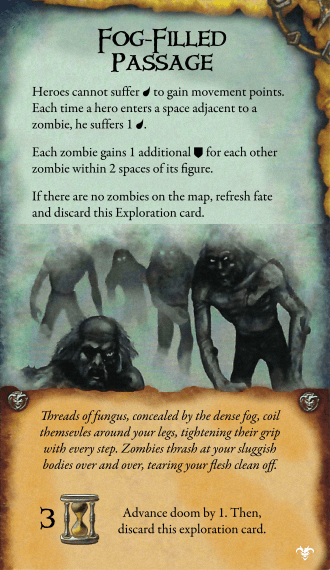 Fog-Filled
Passage
Heroes cannot suffer to gain movement points.
Each time a hero enters a space adjacent to a
zombie, he suffers 1 .
Each zombie gains 1 additional for each other
zombie within 2 spaces of its figure.
If there are no zombies on the map, refresh fate
and discard this Exploration card.
Threads of fungus, concealed by the dense fog, coil
themsevles around your legs, tightening their grip
with every step. Zombies thrash at your sluggish
bodies over and over, tearing your flesh clean off.
3
Advance doom by 1. Then,
discard this exploration card.